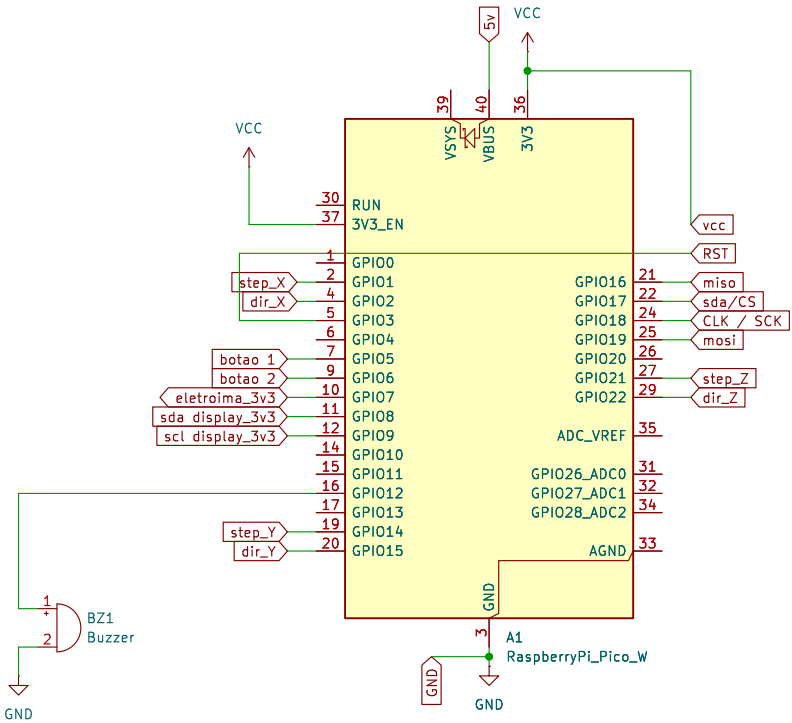 5v
VCC
39
40
36
VSYS
VBUS
3V3
VCC
30 RUN
37 3V3_EN
vcc
RST
1 GPIO0
step_X 2 GPIO1
GPIO16 21 miso
dir_X 4 GPIO2
GPIO17 22 sda/CS
5 GPIO3
GPIO18 24 CLK / SCK
6 GPIO4
GPIO19 25 mosi
botao 1 7 GPIO5
GPIO20 26
botao 2 9 GPIO6
GPIO21 27 step_Z
eletroima_3v3 10 GPIO7
GPIO22 29 dir_Z
sda display_3v3 11 GPIO8
scl display_3v3 12 GPIO9
ADC_VREF 35
14 GPIO10
15 GPIO11
GPIO26_ADC0 31
16 GPIO12
GPIO27_ADC1 32
17 GPIO13
GPIO28_ADC2 34
step_Y 19 GPIO14
dir_Y 20 GPIO15
AGND 33
GND
3
1
+
2
BZ1
Buzzer
GND
A1
RaspberryPi_Pico_W
GND
GND